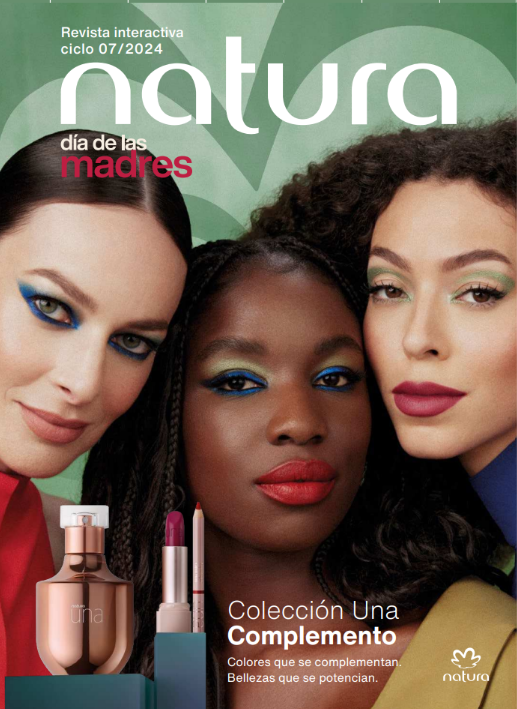 Revista interactiva
ciclo 07/2024
natura
día de las
madres
una
Colección Una
Complemento
Colores que se complementan.
Bellezas que se potencian.
natura